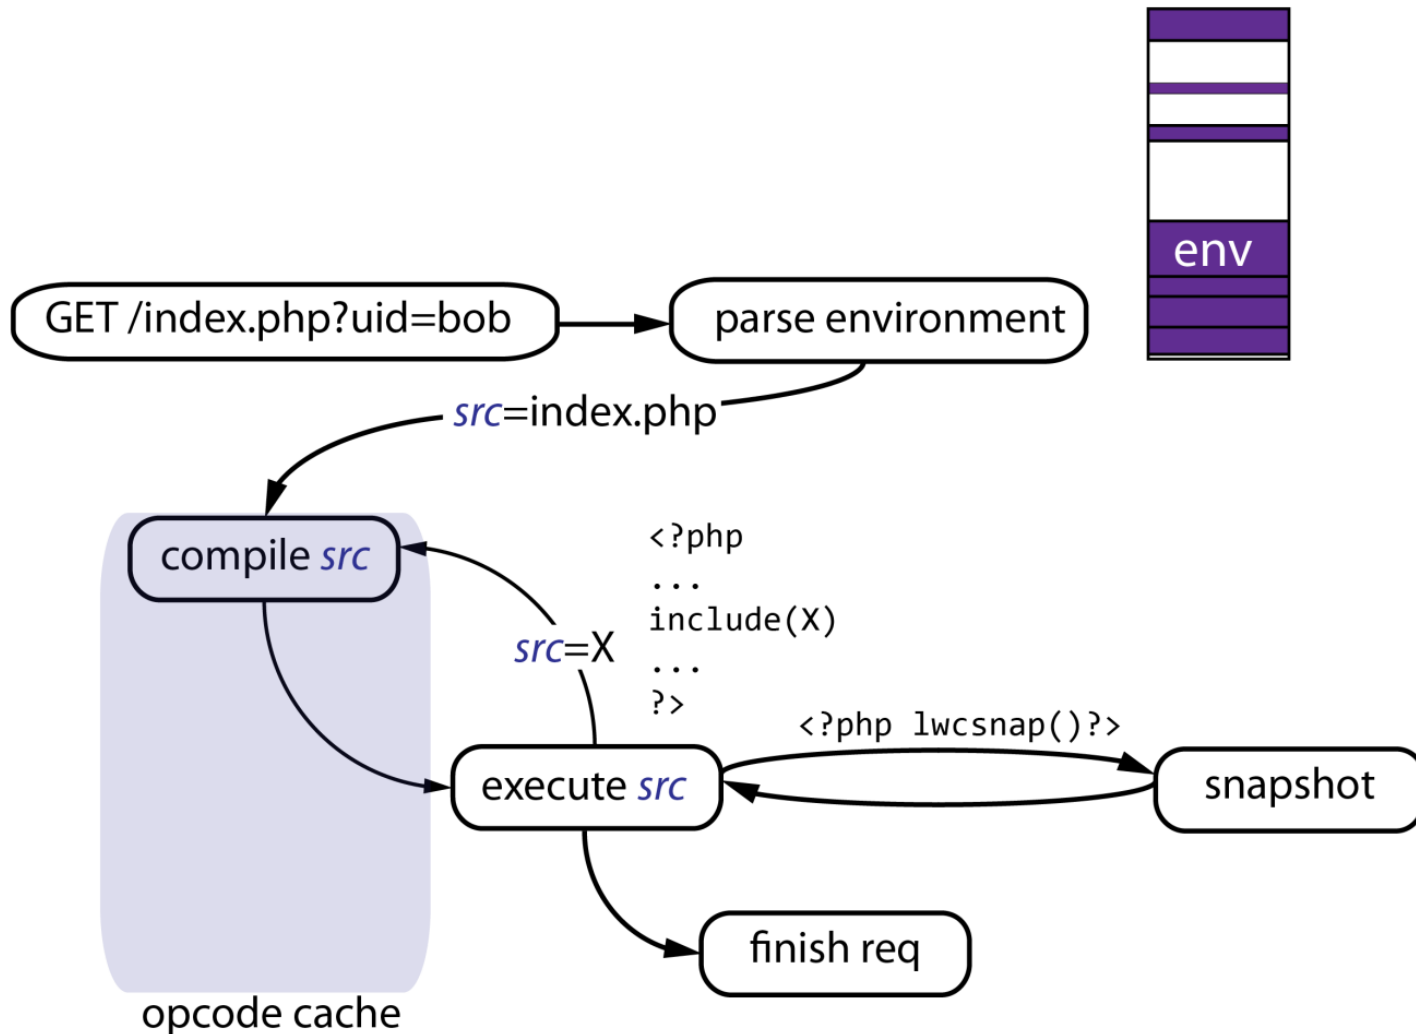 env
GET /index.php?uid=bob
parse environment
src=index.php
compile src
<?php
...
include(X)
...
?>
src=X
<?php lwcsnap()?>
execute src
snapshot
finish req
opcode cache